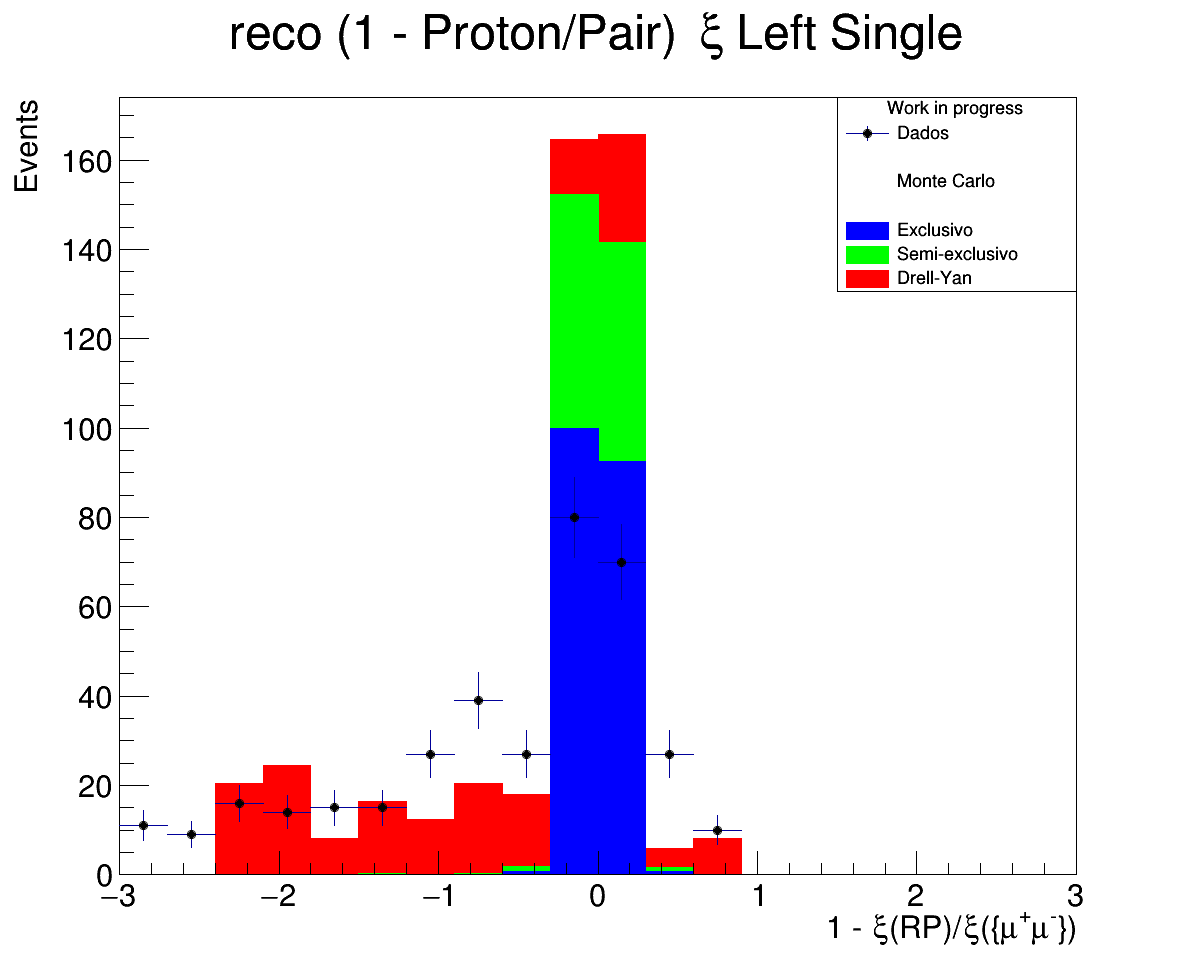 reco (1 - Proton/Pair) ξ Left Single
Events
Work in progress
Dados
Monte Carlo
Exclusivo
Semi-exclusivo
Drell-Yan
160
140
120
100
80
60
40
20
0
−3 −2 −1 0 1 2 3
1 - ξ(RP)/ξ({μ⁺μ⁻})